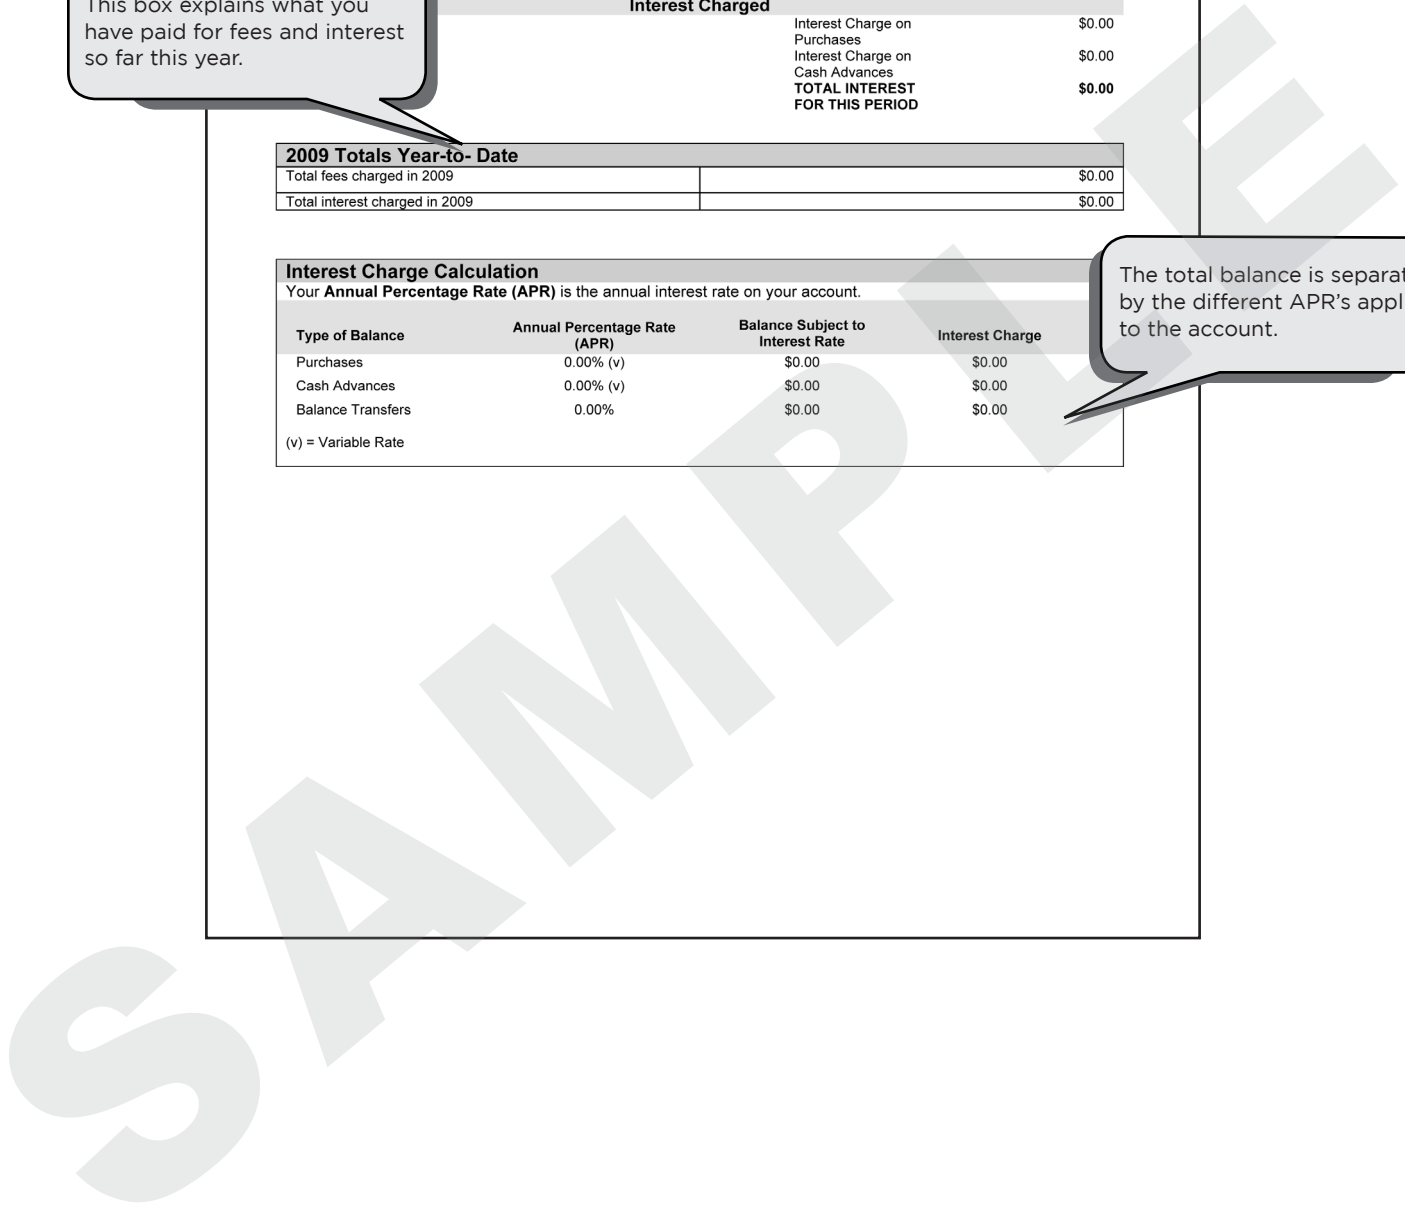 This box explains what you
have paid for fees and interest
so far this year.
Interest Charged
Interest Charge on $0.00
Purchases
Interest Charge on $0.00
Cash Advances
TOTAL INTEREST $0.00
FOR THIS PERIOD
2009 Totals Year-to- Date
Total fees charged in 2009 $0.00
Total interest charged in 2009 $0.00
Interest Charge Calculation
Your Annual Percentage Rate (APR) is the annual interest rate on your account.
Type of Balance Annual Percentage Rate (APR) Balance Subject to Interest Rate Interest Charge
Purchases 0.00% (v) $0.00 $0.00
Cash Advances 0.00% (v) $0.00 $0.00
Balance Transfers 0.00% $0.00 $0.00
(v) = Variable Rate
The total balance is
by the different APR’s
to the account.
SAMPLE